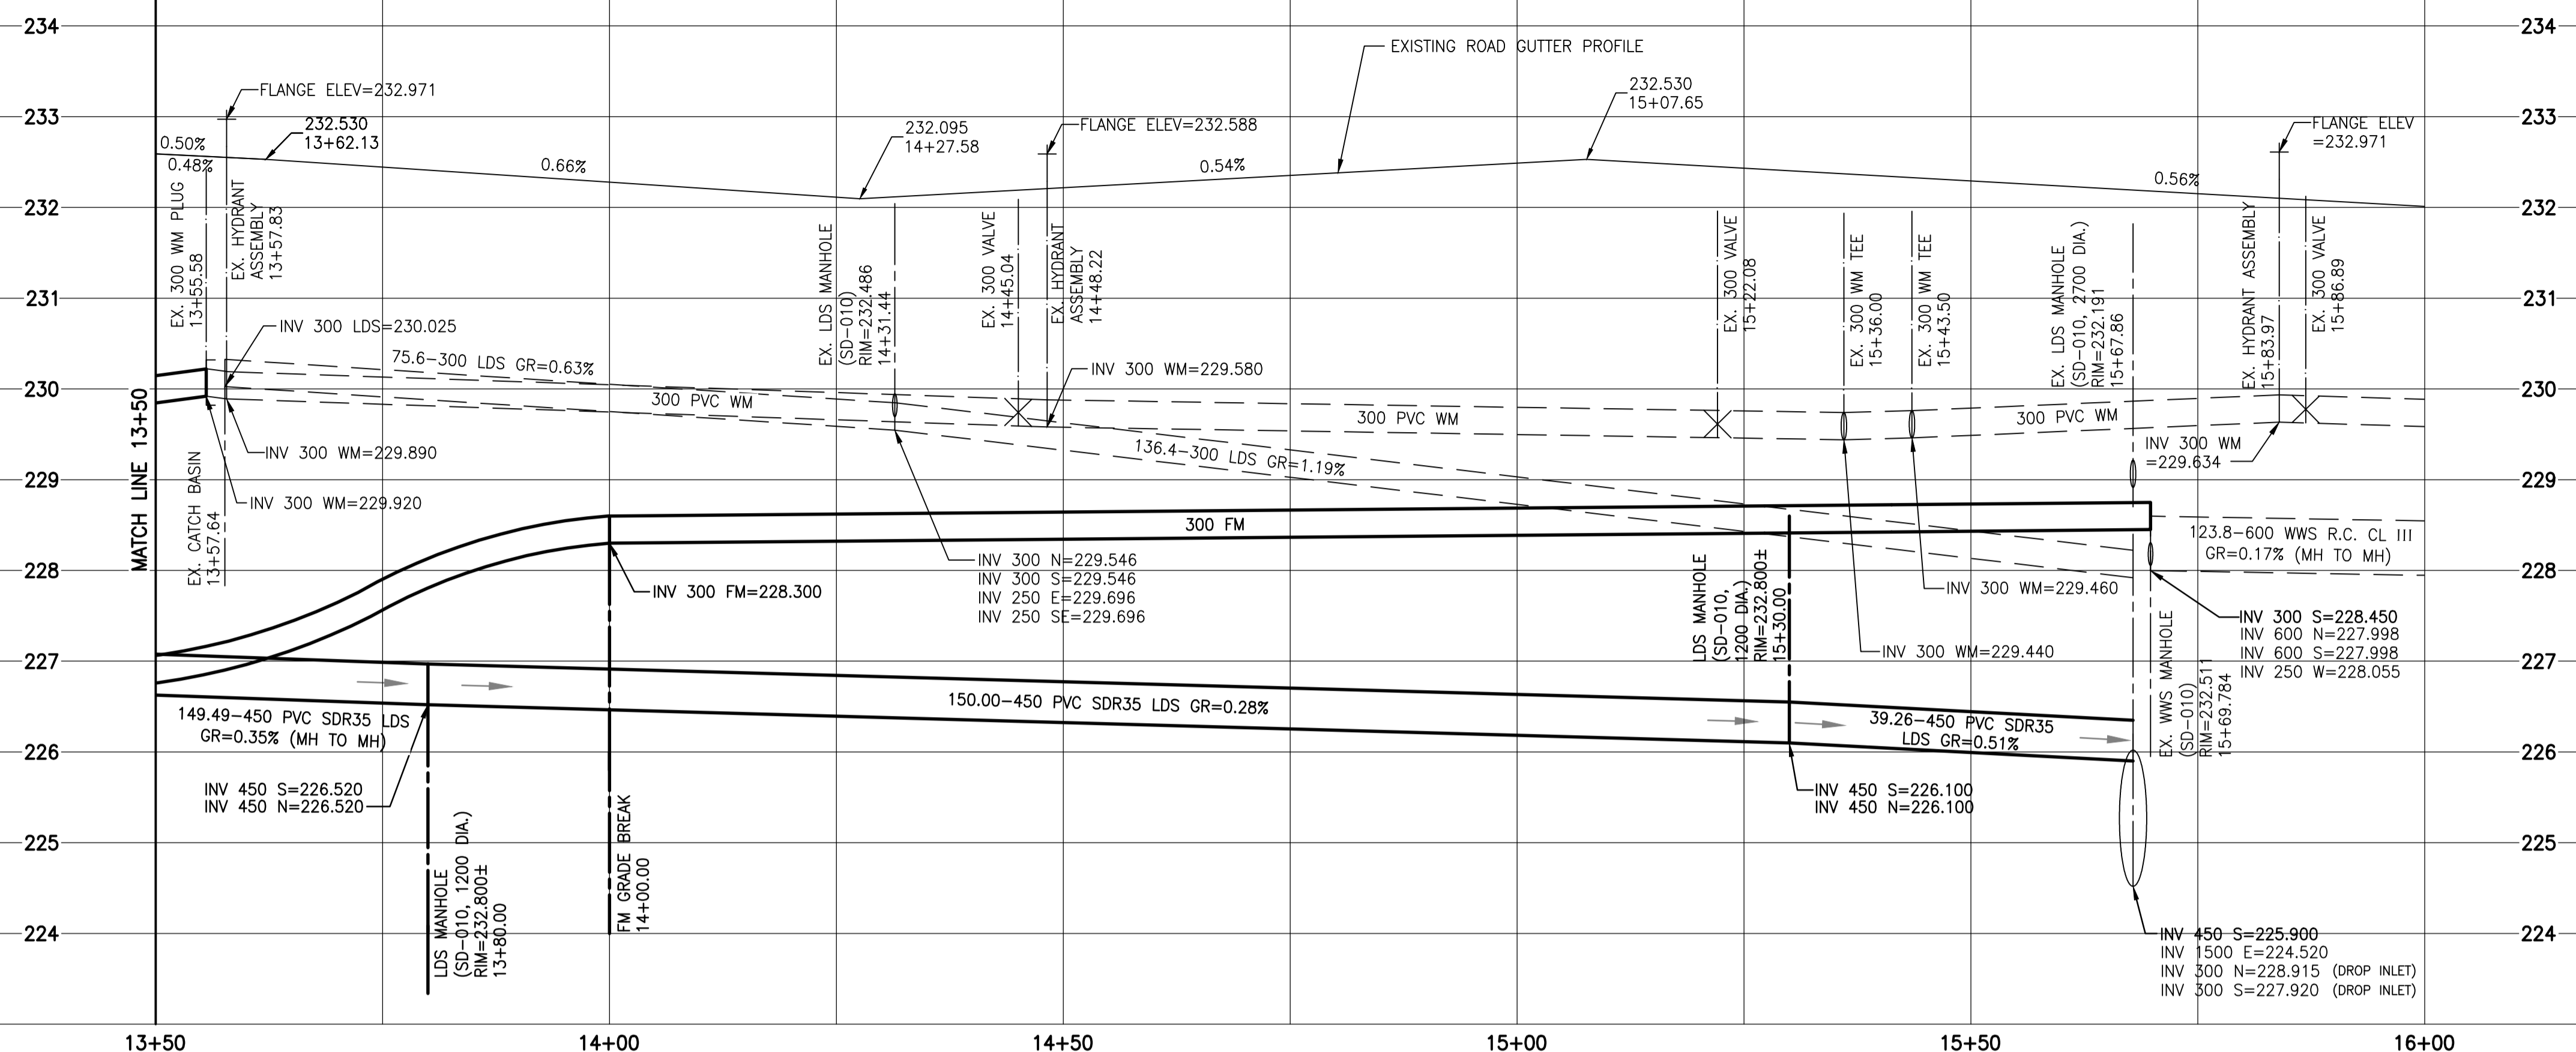 234
233
232
231
230
229
228
227
226
225
224
MATCH LINE 13+50
0.50%
0.48%
FLANGE ELEV=232.971
232.530
13+62.13
0.66%
232.095
14+27.58
FLANGE ELEV=232.588
0.54%
EXISTING ROAD GUTTER PROFILE
232.530
15+07.65
0.56%
FLANGE ELEV
=232.971
EX. 300 WM PLUG
13+55.58
EX. HYDRANT
ASSEMBLY
13+57.83
EX. LDS MANHOLE
(SD-010)
RIM=232.486
14+31.44
EX. 300 VALVE
14+45.04
EX. HYDRANT
ASSEMBLY
14+48.22
EX. 300 VALVE
15+22.08
EX. 300 WM TEE
15+36.00
EX. 300 WM TEE
15+43.50
EX. LDS MANHOLE
(SD-010, 2700 DIA.)
RIM=232.191
15+67.86
EX. HYDRANT ASSEMBLY
15+83.97
EX. 300 VALVE
15+86.89
INV 300 LDS=230.025
75.6-300 LDS GR=0.63%
300 PVC WM
INV 300 WM=229.580
300 PVC WM
300 PVC WM
INV 300 WM=229.890
INV 300 WM=229.920
136.4-300 LDS GR=1.19%
INV 300 WM
=229.634
EX. CATCH BASIN
13+57.64
300 FM
INV 300 FM=228.300
INV 300 N=229.546
INV 300 S=229.546
INV 250 E=229.696
INV 250 SE=229.696
LDS MANHOLE
(SD-010,
1200 DIA.)
RIM=232.800±
15+30.00
INV 300 WM=229.460
INV 300 WM=229.440
123.8-600 WWS R.C. CL III
GR=0.17% (MH TO MH)
INV 300 S=228.450
INV 600 N=227.998
INV 600 S=227.998
INV 250 W=228.055
EX. WWS MANHOLE
(SD-010)
RIM=232.511
15+69.784
149.49-450 PVC SDR35 LDS
GR=0.35% (MH TO MH)
150.00-450 PVC SDR35 LDS GR=0.28%
39.26-450 PVC SDR35
LDS GR=0.51%
INV 450 S=226.520
INV 450 N=226.520
INV 450 S=226.100
INV 450 N=226.100
LDS MANHOLE
(SD-010, 1200 DIA.)
RIM=232.800±
13+80.00
FM GRADE BREAK
14+00.00
INV 450 S=225.900
INV 1500 E=224.520
INV 300 N=228.915 (DROP INLET)
INV 300 S=227.920 (DROP INLET)
234
233
232
231
230
229
228
227
226
225
224
13+50
14+00
14+50
15+00
15+50
16+00